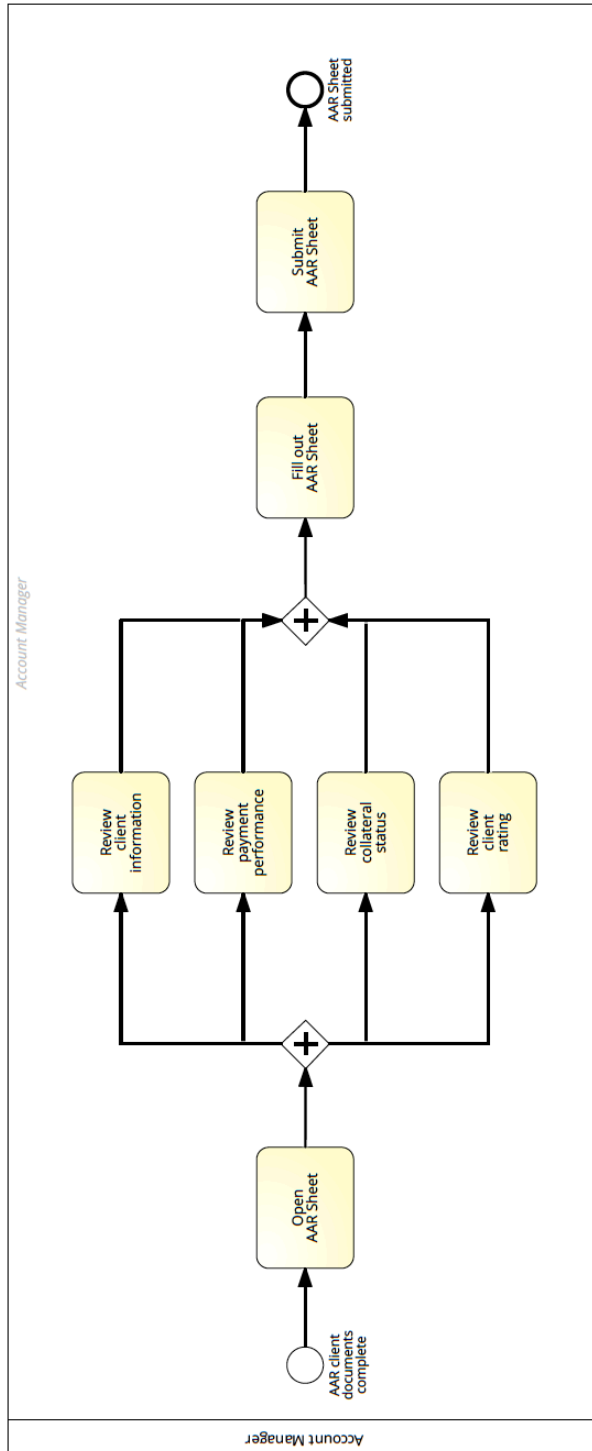 Account Manager
Account Manager
AAR client
documents
complete
Open
AAR Sheet
Review
client
information
Review
payment
performance
Review
collateral
status
Review
client
rating
Fill out
AAR Sheet
Submit
AAR Sheet
AAR Sheet
submitted